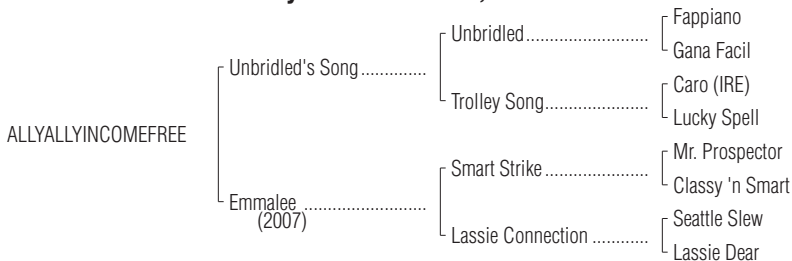 Fappiano
Unbridled..........................
Gana Facil
Unbridled's Song..............
Caro (IRE)
Trolley Song......................
Lucky Spell
ALLYALLYINCOMEFREE
Mr. Prospector
Smart Strike......................
Classy 'n Smart
Emmalee ..........................
(2007)
Seattle Slew
Lassie Connection ............
Lassie Dear